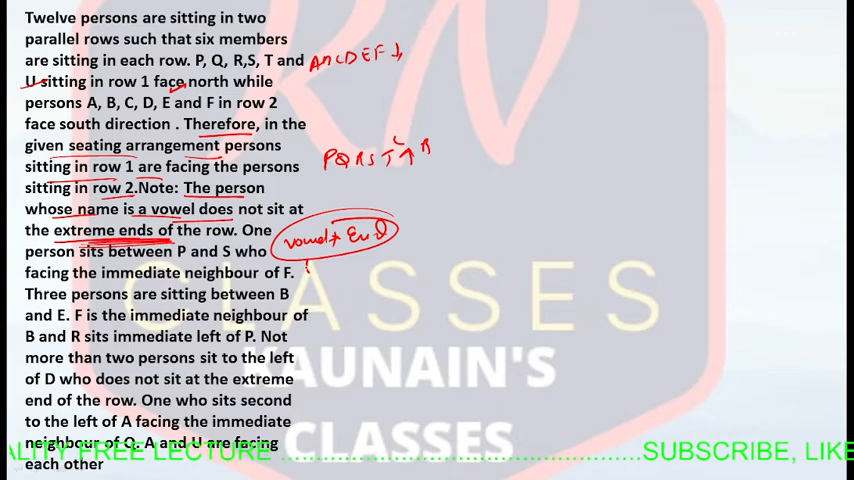 Twelve persons are sitting in two
parallel rows such that six members
are sitting in each row. P, Q, R,S, T and
U sitting in row 1 face north while
persons A, B, C, D, E and F in row 2
face south direction . Therefore, in the
given seating arrangement persons
sitting in row 1 are facing the persons
sitting in row 2.Note: The person
whose name is a vowel does not sit at
the extreme ends of the row. One
person sits between P and S who
facing the immediate neighbour of F.
Three persons are sitting between B
and E. F is the immediate neighbour of
B and R sits immediate left of P. Not
more than two persons sit to the left
of D who does not sit at the extreme
end of the row. One who sits second
to the left of A facing the immediate
neighbour of Q. A and U are facing
each other
ABCDEF
PQRST
vowel End
KN
CLASSES
KAUNAIN'S
CLASSES
ALITY FREE LECTURE ........................................SUBSCRIBE, LIKE